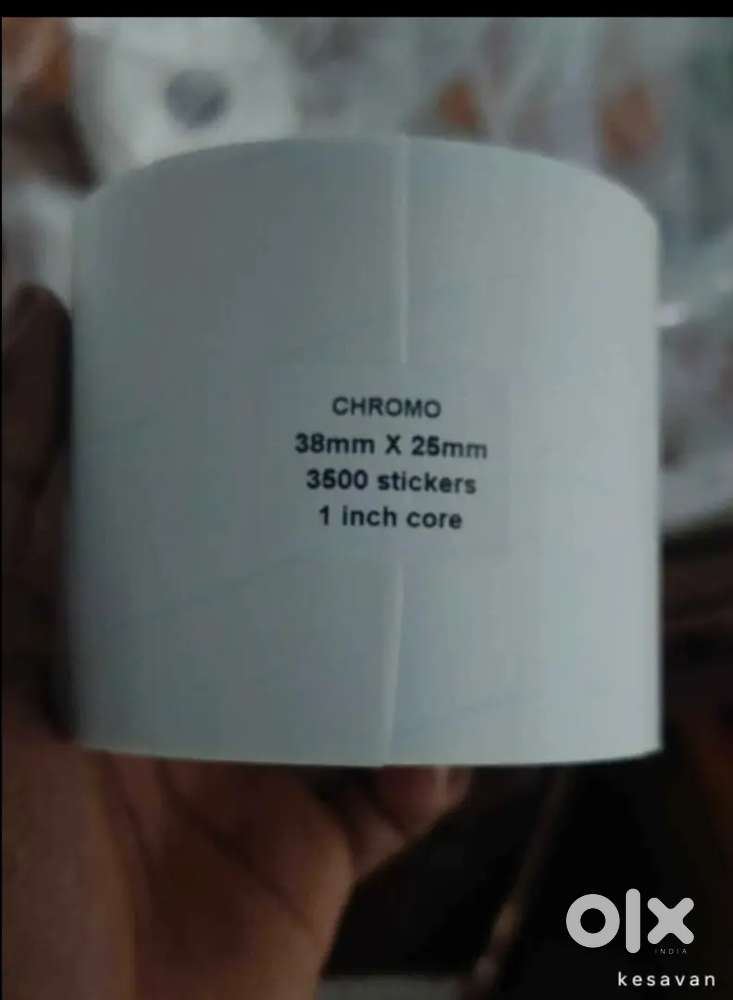 CHROMO
38mm X 25mm
3500 stickers
1 inch core
olx
INDIA
kesavan